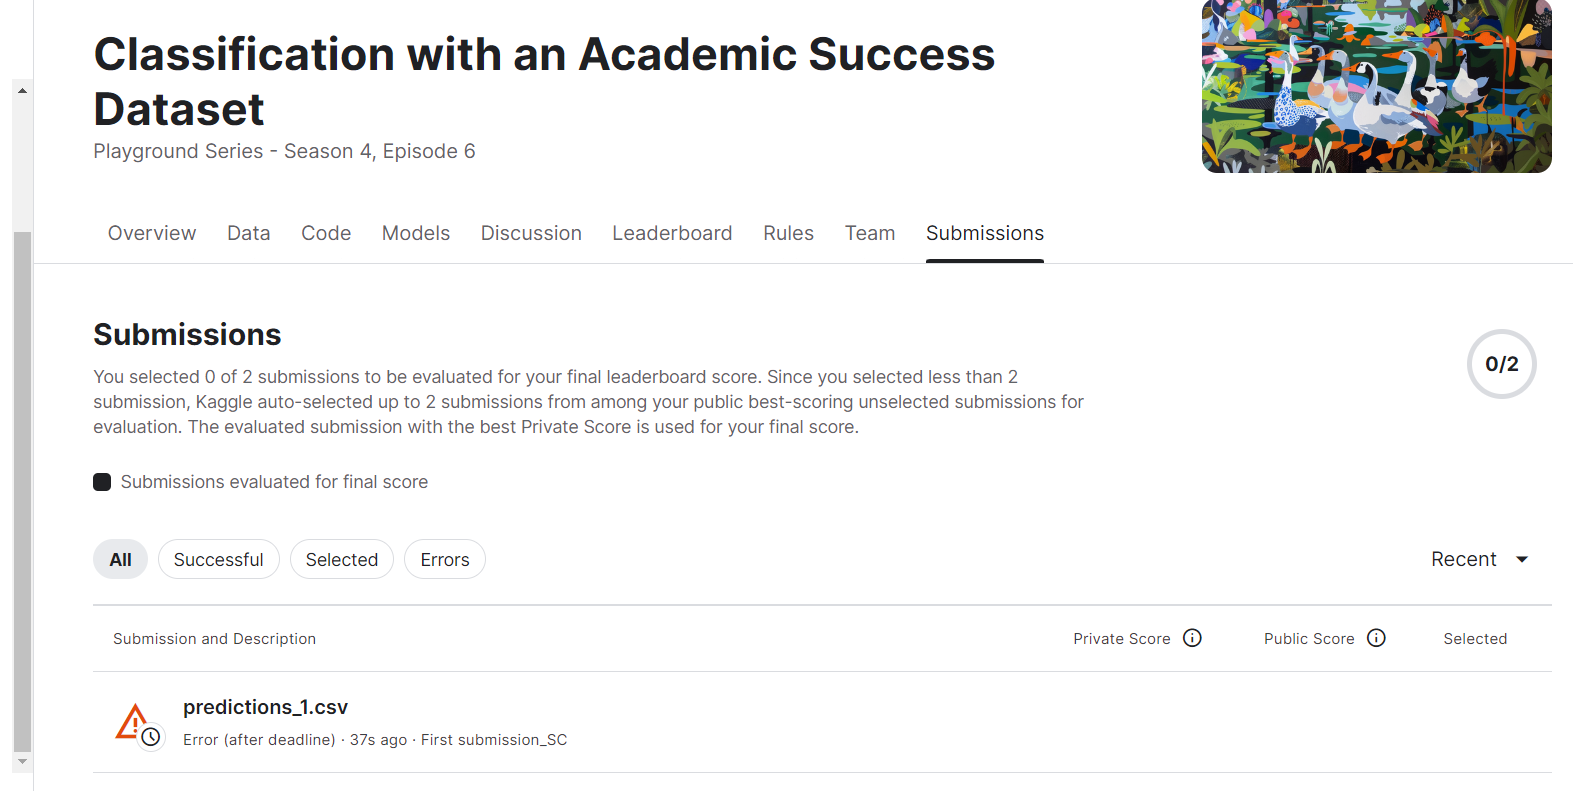 Classification with an Academic Success
Dataset
Playground Series - Season 4, Episode 6
Overview Data Code Models Discussion Leaderboard Rules Team Submissions
Submissions
You selected 0 of 2 submissions to be evaluated for your final leaderboard score. Since you selected less than 2
submission, Kaggle auto-selected up to 2 submissions from among your public best-scoring unselected submissions for
evaluation. The evaluated submission with the best Private Score is used for your final score.
0/2
Submissions evaluated for final score
All Successful Selected Errors Recent
Submission and Description Private Score Public Score Selected
predictions_1.csv
Error (after deadline) · 37s ago · First submission_SC